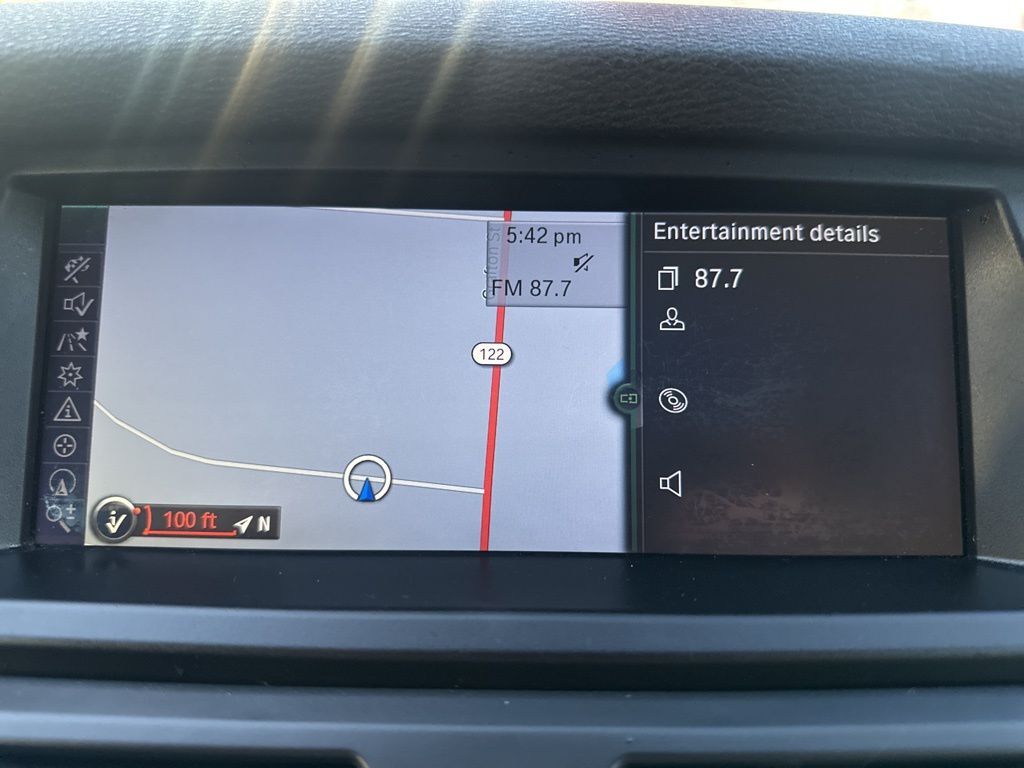 5:42 pm
FM 87.7
122
100 ft
N
Entertainment details
87.7